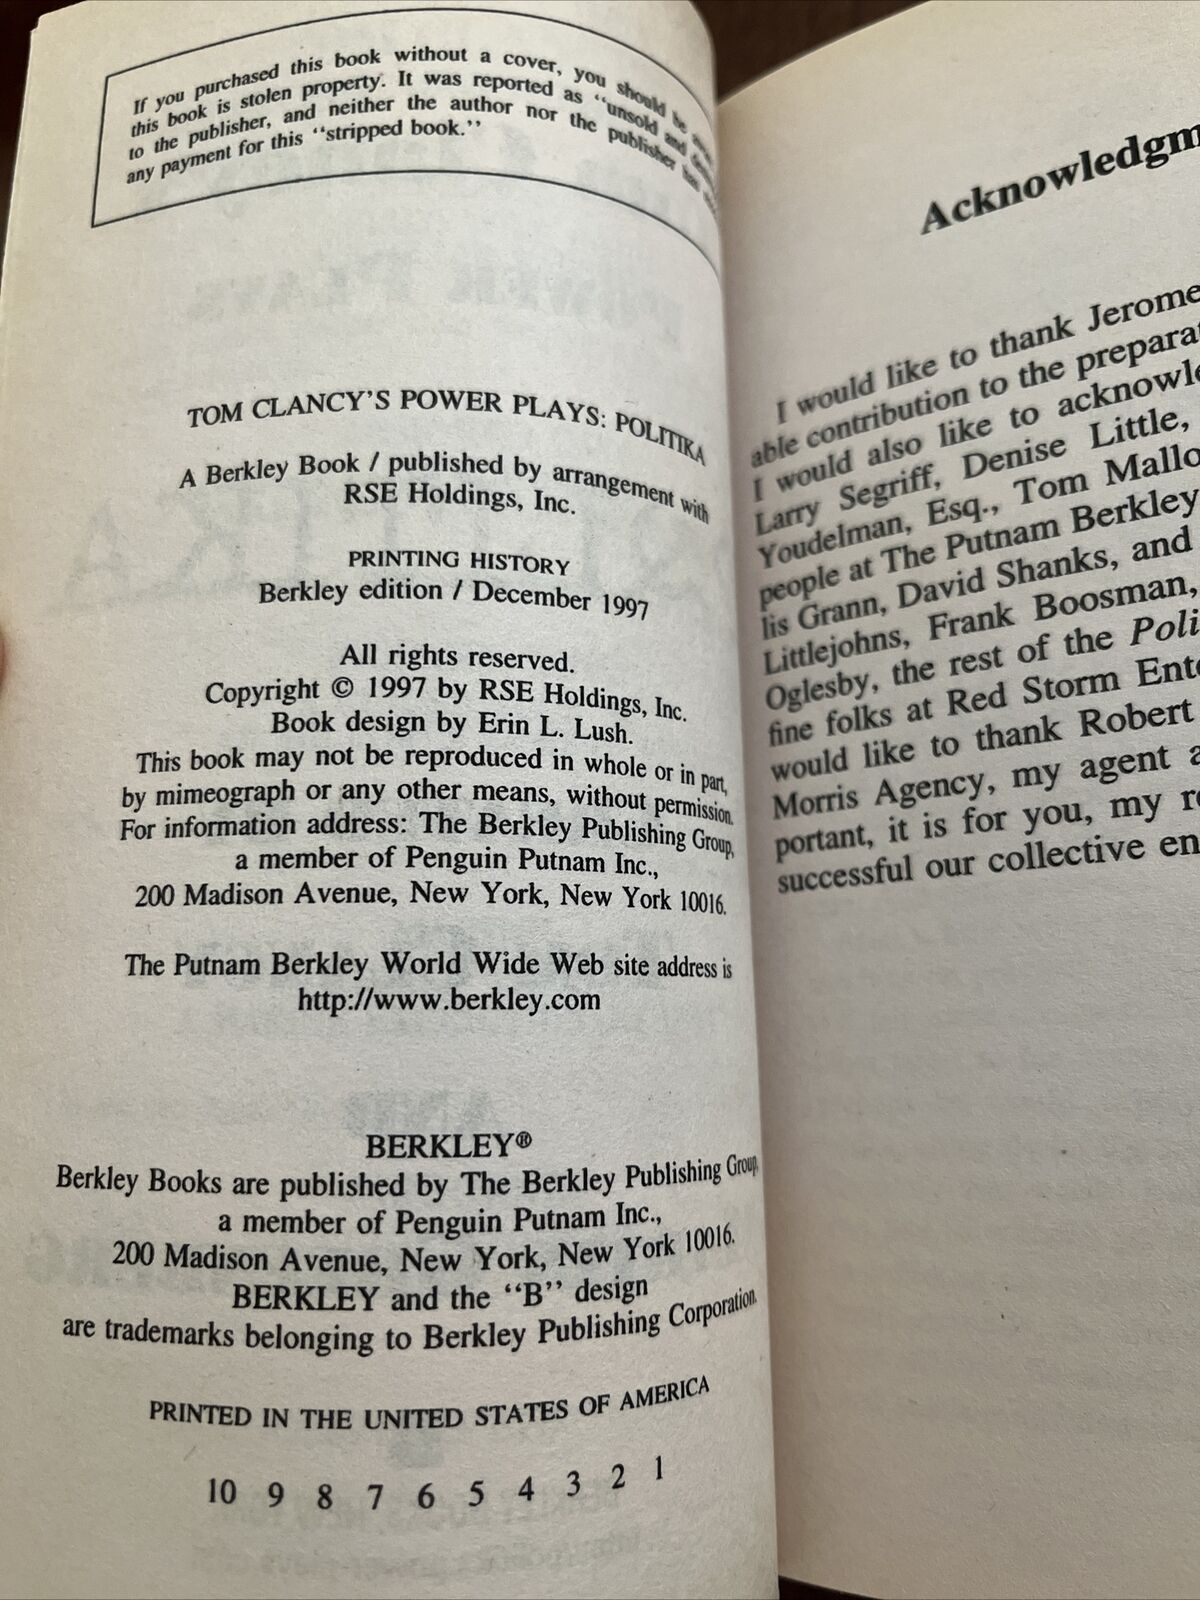 If you purchased this book without a cover, you should be aware
this book is stolen property. It was reported as "unsold and
to the publisher, and neither the author nor the publisher has
any payment for this "stripped book."
TOM CLANCY'S POWER PLAYS: POLITIKA
A Berkley Book / published by arrangement with
RSE Holdings, Inc.
PRINTING HISTORY
Berkley edition / December 1997
All rights reserved.
Copyright © 1997 by RSE Holdings, Inc.
Book design by Erin L. Lush.
This book may not be reproduced in whole or in part,
by mimeograph or any other means, without permission.
For information address: The Berkley Publishing Group,
a member of Penguin Putnam Inc.,
200 Madison Avenue, New York, New York 10016.
The Putnam Berkley World Wide Web site address is
http://www.berkley.com
BERKLEY®
Berkley Books are published by The Berkley Publishing Group,
a member of Penguin Putnam Inc.,
200 Madison Avenue, New York, New York 10016.
BERKLEY and the "B" design
are trademarks belonging to Berkley Publishing Corporation.
PRINTED IN THE UNITED STATES OF AMERICA
10 9 8 7 6 5 4 3 2 1
Acknowledgm
I would like to thank Jerome
able contribution to the preparat
I would also like to acknowle
Larry Segriff, Denise Little,
Youdelman, Esq., Tom Mallo
people at The Putnam Berkley
lis Grann, David Shanks, and
Littlejohns, Frank Boosman,
Oglesby, the rest of the Poli
fine folks at Red Storm Ente
would like to thank Robert
Morris Agency, my agent a
portant, it is for you, my re
successful our collective en